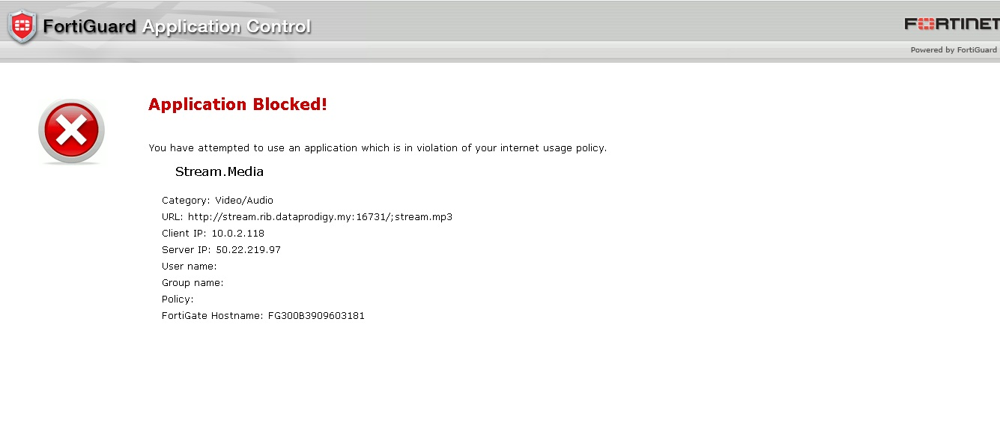 FortiGuard Application Control
FORTINET
Powered by FortiGuard
Application Blocked!
You have attempted to use an application which is in violation of your internet usage policy.
Stream.Media
Category: Video/Audio
URL: http://stream.rib.dataprodigy.my:16731/;stream.mp3
Client IP: 10.0.2.118
Server IP: 50.22.219.97
User name:
Group name:
Policy:
FortiGate Hostname: FG300B3909603181